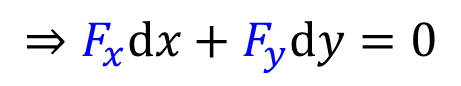 ⇒ Fₓdx + F_ydy = 0